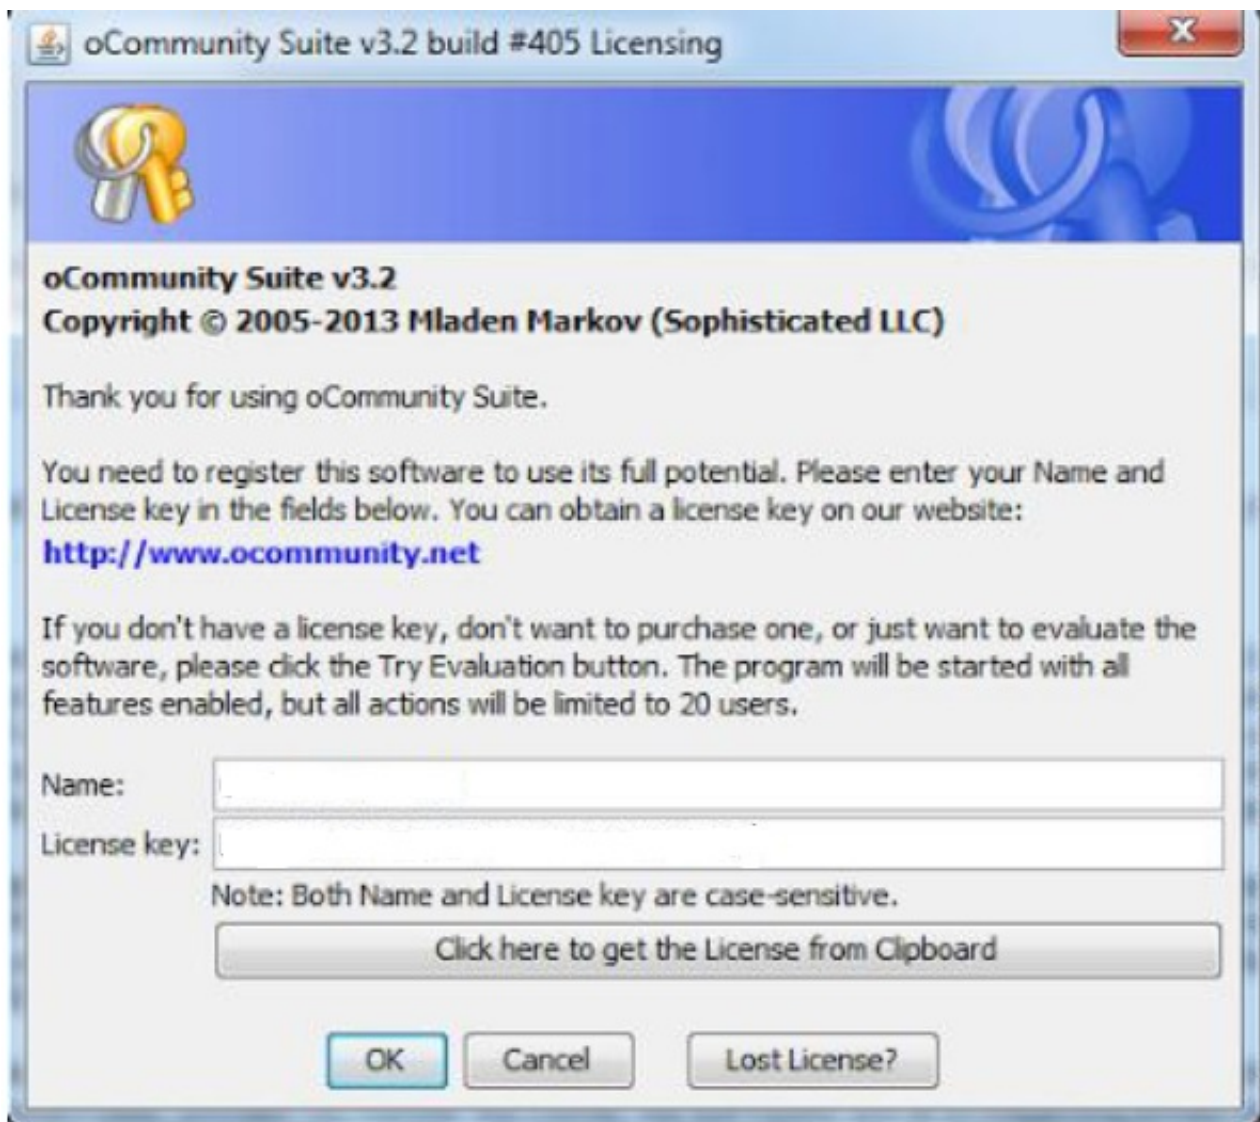 oCommunity Suite v3.2 build #405 Licensing
oCommunity Suite v3.2
Copyright © 2005-2013 Mladen Markov (Sophisticated LLC)
Thank you for using oCommunity Suite.
You need to register this software to use its full potential. Please enter your Name and
License key in the fields below. You can obtain a license key on our website:
http://www.ocommunity.net
If you don't have a license key, don't want to purchase one, or just want to evaluate the
software, please click the Try Evaluation button. The program will be started with all
features enabled, but all actions will be limited to 20 users.
Name:
License key:
Note: Both Name and License key are case-sensitive.
Click here to get the License from Clipboard
OK Cancel Lost License?